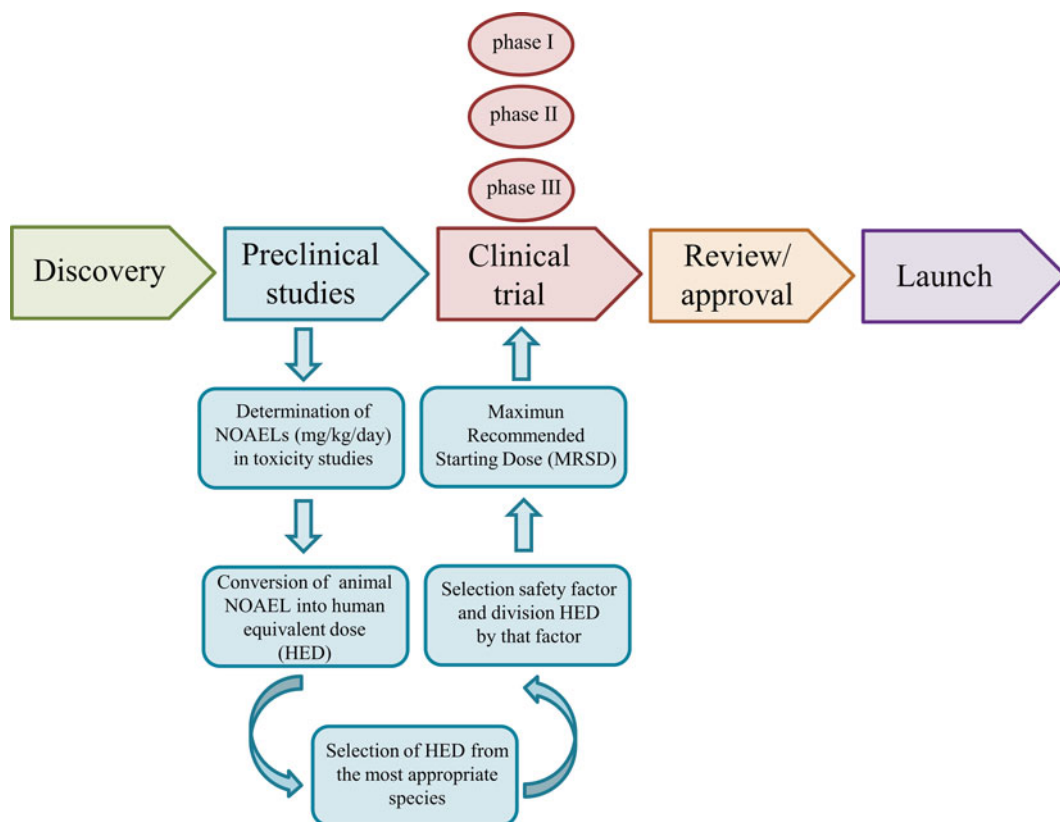 phase I
phase II
phase III
Discovery
Preclinical
studies
Clinical
trial
Review/
approval
Launch
Determination of
NOAELs (mg/kg/day)
in toxicity studies
Maximun
Recommended
Starting Dose (MRSD)
Conversion of animal
NOAEL into human
equivalent dose
(HED)
Selection safety factor
and division HED
by that factor
Selection of HED from
the most appropriate
species